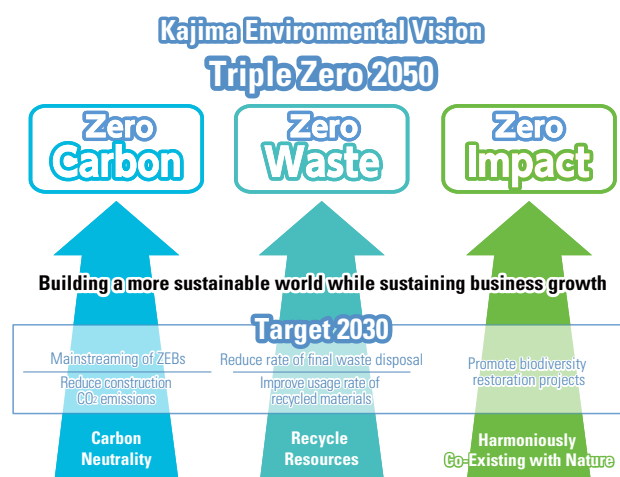 Kajima Environmental Vision
Triple Zero 2050
Zero
Carbon
Zero
Waste
Zero
Impact
Building a more sustainable world while sustaining business growth
Target 2030
Mainstreaming of ZEBs
Reduce construction
CO₂ emissions
Reduce rate of final waste disposal
Improve usage rate of
recycled materials
Promote biodiversity
restoration projects
Carbon
Neutrality
Recycle
Resources
Harmoniously
Co-Existing with Nature